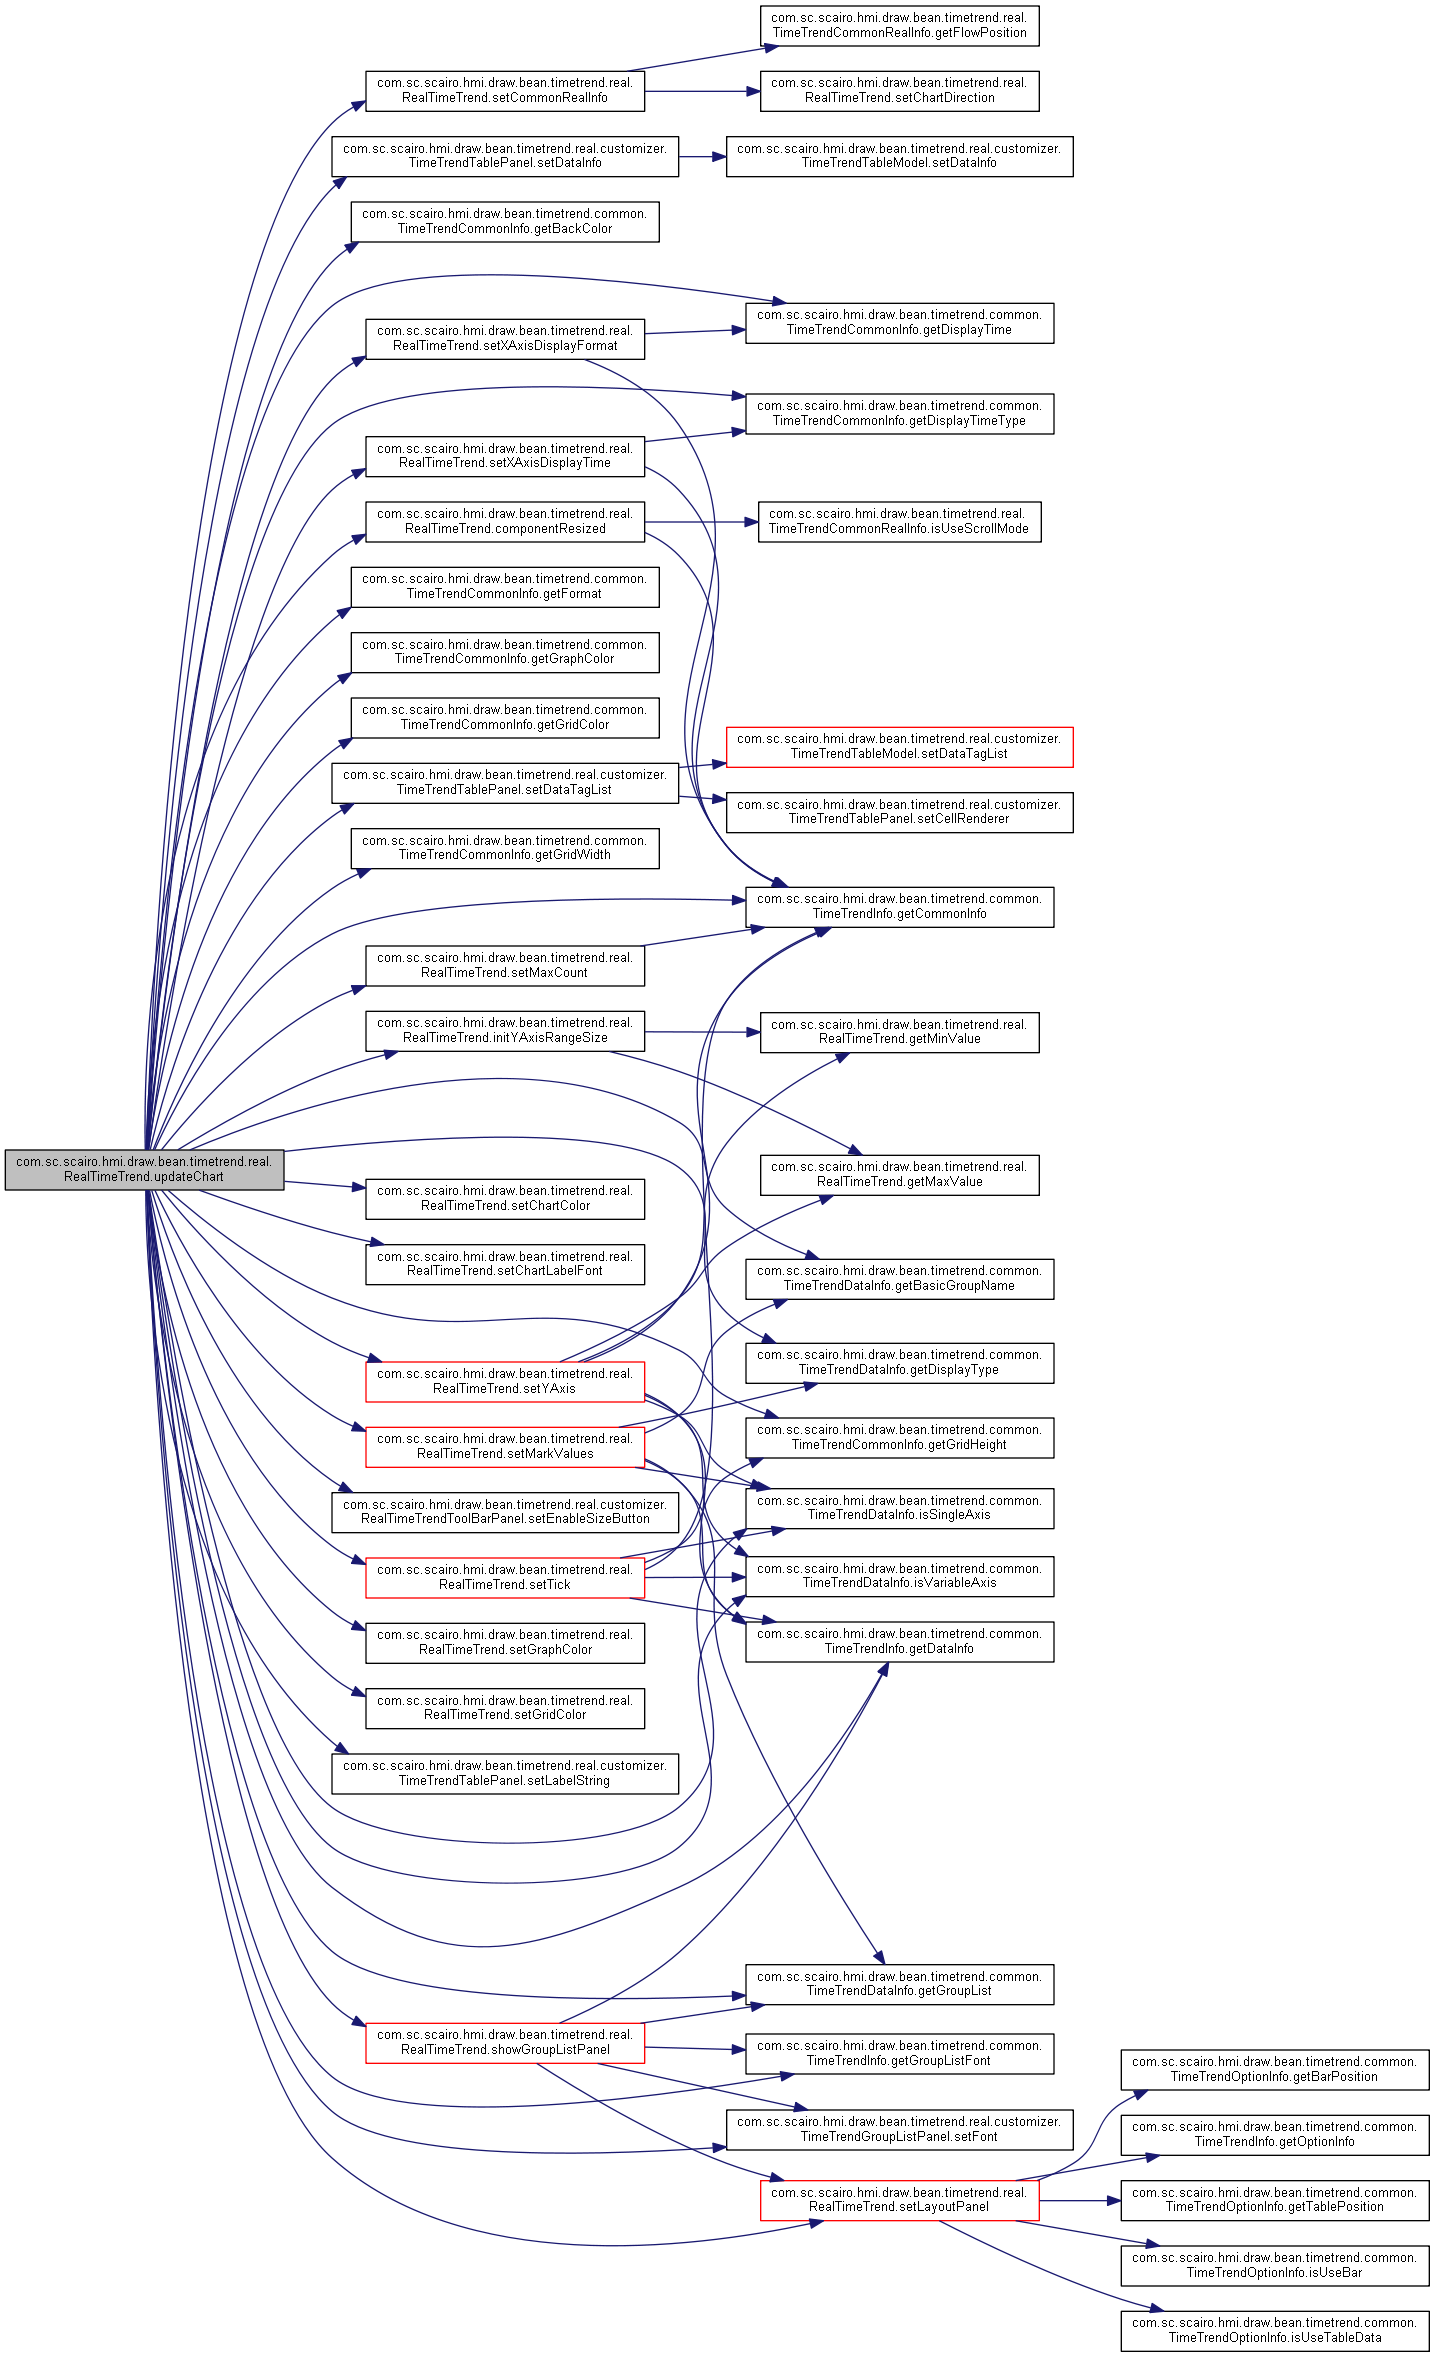 com.sc.scairo.hmi.draw.bean.timetrend.real.
TimeTrendCommonRealInfo.getFlowPosition
com.sc.scairo.hmi.draw.bean.timetrend.real.
RealTimeTrend.setCommonRealInfo
com.sc.scairo.hmi.draw.bean.timetrend.real.
RealTimeTrend.setChartDirection
com.sc.scairo.hmi.draw.bean.timetrend.real.customizer.
TimeTrendTablePanel.setDataInfo
com.sc.scairo.hmi.draw.bean.timetrend.real.customizer.
TimeTrendTableModel.setDataInfo
com.sc.scairo.hmi.draw.bean.timetrend.common.
TimeTrendCommonInfo.getBackColor
com.sc.scairo.hmi.draw.bean.timetrend.common.
TimeTrendCommonInfo.getDisplayTime
com.sc.scairo.hmi.draw.bean.timetrend.real.
RealTimeTrend.setXAxisDisplayFormat
com.sc.scairo.hmi.draw.bean.timetrend.common.
TimeTrendCommonInfo.getDisplayTimeType
com.sc.scairo.hmi.draw.bean.timetrend.real.
RealTimeTrend.setXAxisDisplayTime
com.sc.scairo.hmi.draw.bean.timetrend.real.
RealTimeTrend.componentResized
com.sc.scairo.hmi.draw.bean.timetrend.real.
TimeTrendCommonRealInfo.isUseScrollMode
com.sc.scairo.hmi.draw.bean.timetrend.common.
TimeTrendCommonInfo.getFormat
com.sc.scairo.hmi.draw.bean.timetrend.common.
TimeTrendCommonInfo.getGraphColor
com.sc.scairo.hmi.draw.bean.timetrend.common.
TimeTrendCommonInfo.getGridColor
com.sc.scairo.hmi.draw.bean.timetrend.real.customizer.
TimeTrendTableModel.setDataTagList
com.sc.scairo.hmi.draw.bean.timetrend.real.customizer.
TimeTrendTablePanel.setDataTagList
com.sc.scairo.hmi.draw.bean.timetrend.real.customizer.
TimeTrendTablePanel.setCellRenderer
com.sc.scairo.hmi.draw.bean.timetrend.common.
TimeTrendCommonInfo.getGridWidth
com.sc.scairo.hmi.draw.bean.timetrend.common.
TimeTrendInfo.getCommonInfo
com.sc.scairo.hmi.draw.bean.timetrend.real.
RealTimeTrend.setMaxCount
com.sc.scairo.hmi.draw.bean.timetrend.real.
RealTimeTrend.initYAxisRangeSize
com.sc.scairo.hmi.draw.bean.timetrend.real.
RealTimeTrend.getMinValue
com.sc.scairo.hmi.draw.bean.timetrend.real.
RealTimeTrend.updateChart
com.sc.scairo.hmi.draw.bean.timetrend.real.
RealTimeTrend.getMaxValue
com.sc.scairo.hmi.draw.bean.timetrend.real.
RealTimeTrend.setChartColor
com.sc.scairo.hmi.draw.bean.timetrend.real.
RealTimeTrend.setChartLabelFont
com.sc.scairo.hmi.draw.bean.timetrend.common.
TimeTrendDataInfo.getBasicGroupName
com.sc.scairo.hmi.draw.bean.timetrend.common.
TimeTrendDataInfo.getDisplayType
com.sc.scairo.hmi.draw.bean.timetrend.real.
RealTimeTrend.setYAxis
com.sc.scairo.hmi.draw.bean.timetrend.common.
TimeTrendCommonInfo.getGridHeight
com.sc.scairo.hmi.draw.bean.timetrend.real.
RealTimeTrend.setMarkValues
com.sc.scairo.hmi.draw.bean.timetrend.common.
TimeTrendDataInfo.isSingleAxis
com.sc.scairo.hmi.draw.bean.timetrend.real.customizer.
RealTimeTrendToolBarPanel.setEnableSizeButton
com.sc.scairo.hmi.draw.bean.timetrend.common.
TimeTrendDataInfo.isVariableAxis
com.sc.scairo.hmi.draw.bean.timetrend.real.
RealTimeTrend.setTick
com.sc.scairo.hmi.draw.bean.timetrend.common.
TimeTrendInfo.getDataInfo
com.sc.scairo.hmi.draw.bean.timetrend.real.
RealTimeTrend.setGraphColor
com.sc.scairo.hmi.draw.bean.timetrend.real.
RealTimeTrend.setGridColor
com.sc.scairo.hmi.draw.bean.timetrend.real.customizer.
TimeTrendTablePanel.setLabelString
com.sc.scairo.hmi.draw.bean.timetrend.common.
TimeTrendDataInfo.getGroupList
com.sc.scairo.hmi.draw.bean.timetrend.real.
RealTimeTrend.showGroupListPanel
com.sc.scairo.hmi.draw.bean.timetrend.common.
TimeTrendInfo.getGroupListFont
com.sc.scairo.hmi.draw.bean.timetrend.common.
TimeTrendOptionInfo.getBarPosition
com.sc.scairo.hmi.draw.bean.timetrend.real.customizer.
TimeTrendGroupListPanel.setFont
com.sc.scairo.hmi.draw.bean.timetrend.common.
TimeTrendInfo.getOptionInfo
com.sc.scairo.hmi.draw.bean.timetrend.real.
RealTimeTrend.setLayoutPanel
com.sc.scairo.hmi.draw.bean.timetrend.common.
TimeTrendOptionInfo.getTablePosition
com.sc.scairo.hmi.draw.bean.timetrend.common.
TimeTrendOptionInfo.isUseBar
com.sc.scairo.hmi.draw.bean.timetrend.common.
TimeTrendOptionInfo.isUseTableData